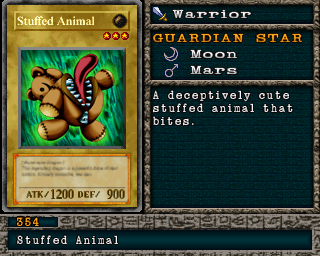 Stuffed Animal
Warrior
GUARDIAN STAR
Moon
Mars
A deceptively cute
stuffed animal that
bites.
ATK/1200 DEF/ 900
354
Stuffed Animal